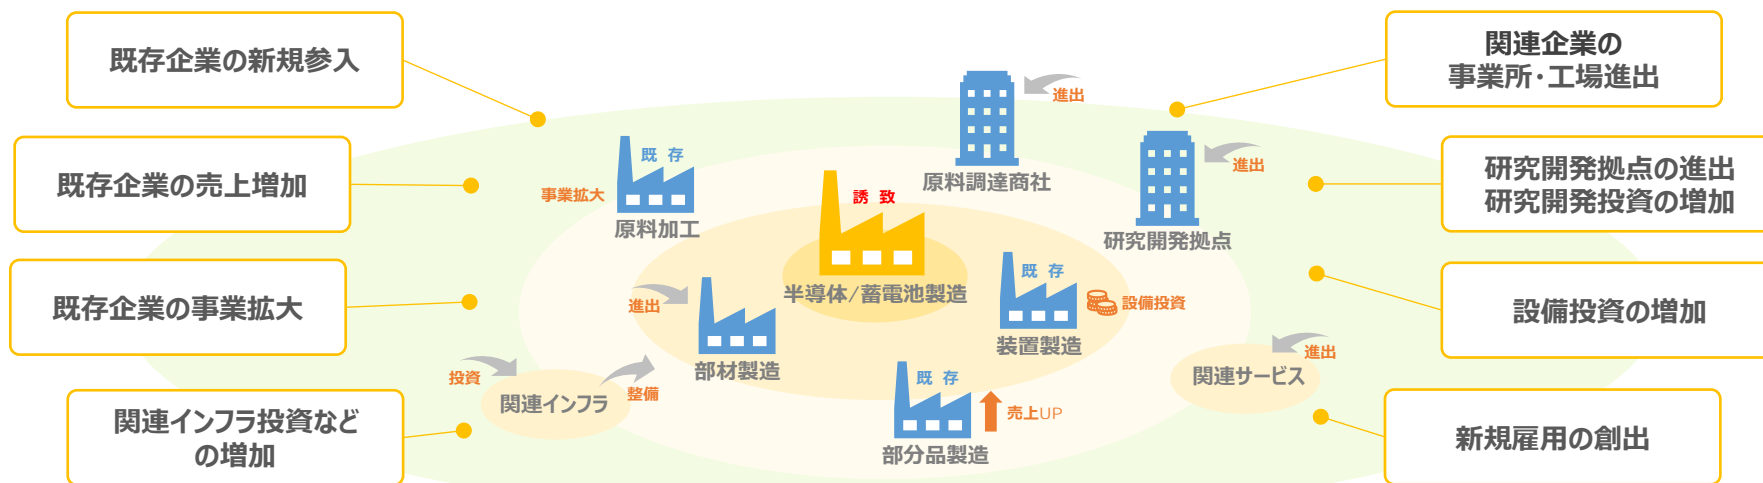 既存企業の新規参入
既存企業の売上増加
既存企業の事業拡大
関連インフラ投資など
の増加
関連企業の
事業所・工場進出
研究開発拠点の進出
研究開発投資の増加
設備投資の増加
新規雇用の創出
進出
原料調達商社
既存
事業拡大
原料加工
誘致
半導体/蓄電池製造
進出
研究開発拠点
進出
部材製造
既存
設備投資
装置製造
投資
関連インフラ
整備
既存
売上UP
部分品製造
進出
関連サービス